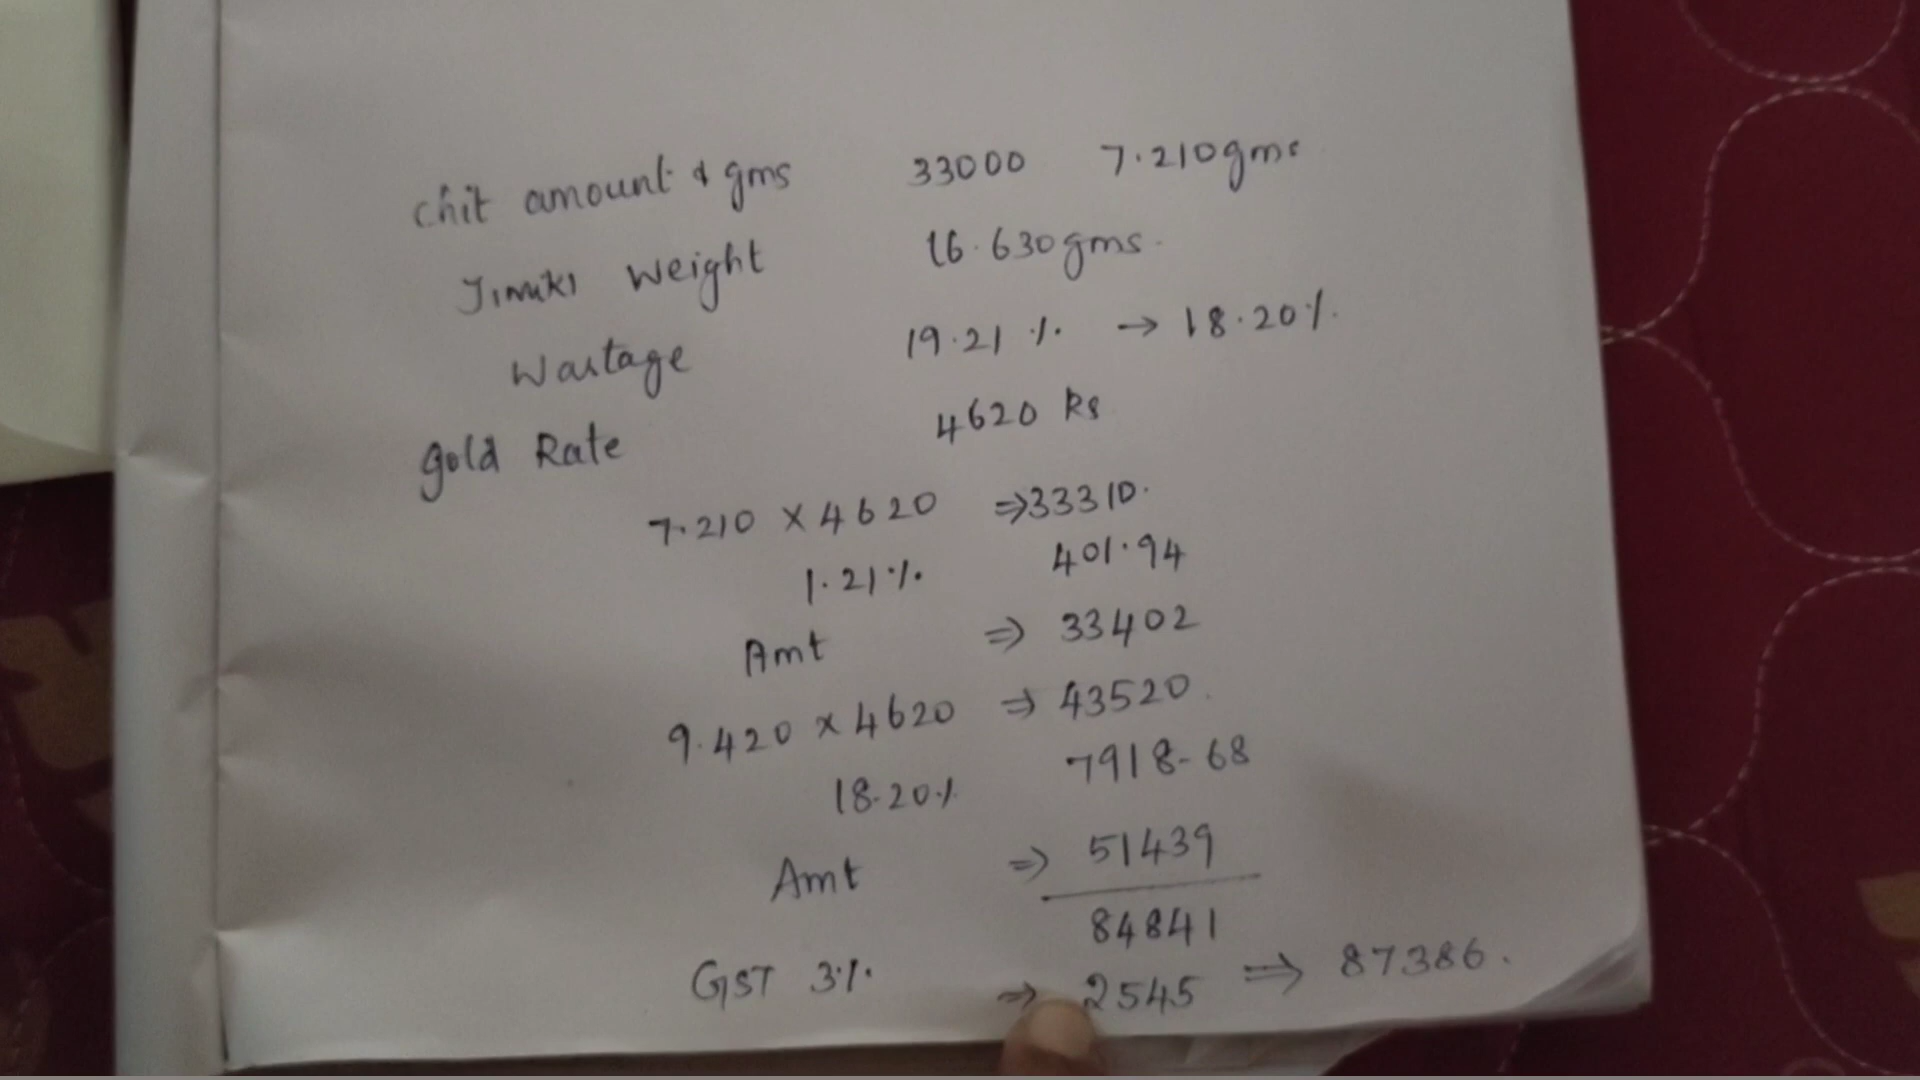 chit amount & gms 33000 7.210gms
Jimiki Weight 16.630gms.
Wastage 19.21 % → 18.20%.
gold Rate 4620 Rs
7.210 x 4620 ⇒33310.
1.21%. 401.94
Amt ⇒ 33402
9.420 x 4620 ⇒ 43520.
18.20% 7918-68
Amt ⇒ 51439
84841
GST 3%. ⇒ 2545 ⇒ 87386.